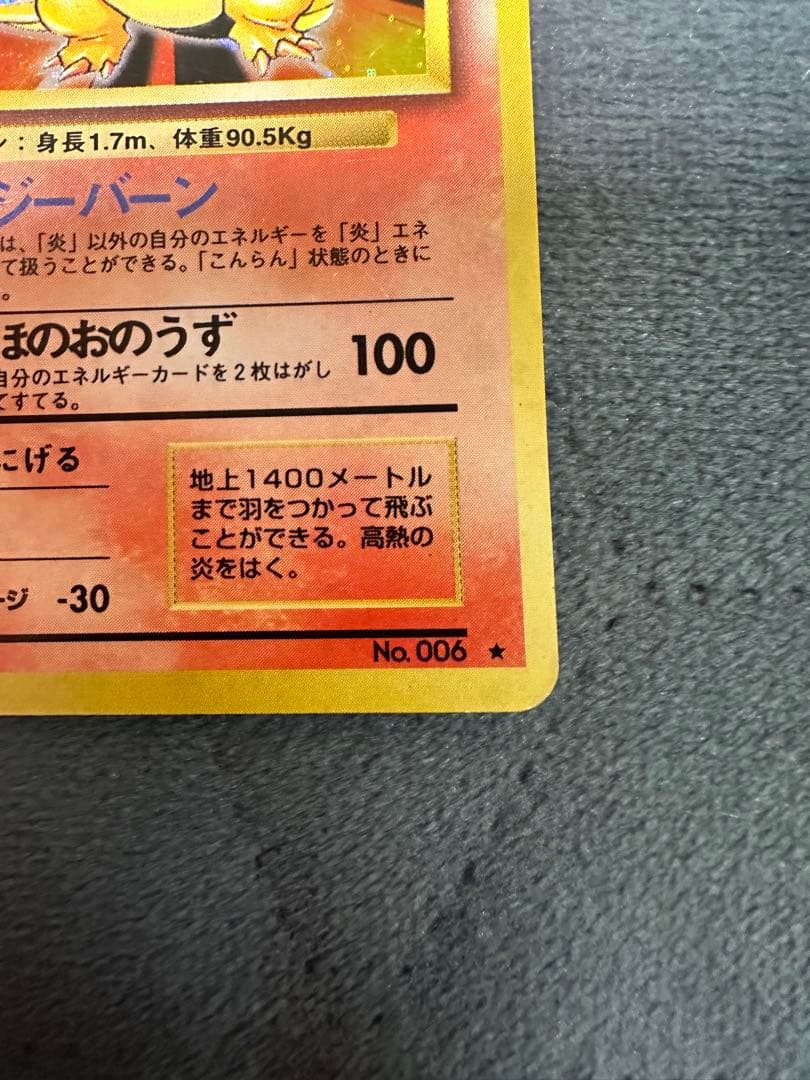 ：身長1.7m、体重90.5Kg
ジーバーン
は、「炎」以外の自分のエネルギーを「炎」エネ
て扱うことができる。「こんらん」状態のときに
。
ほのおのうず 100
自分のエネルギーカードを2枚はがし
てすてる。
にげる
地上1400メートル
まで羽をつかって飛ぶ
ことができる。高熱の
炎をはく。
ージ -30
No. 006 ★